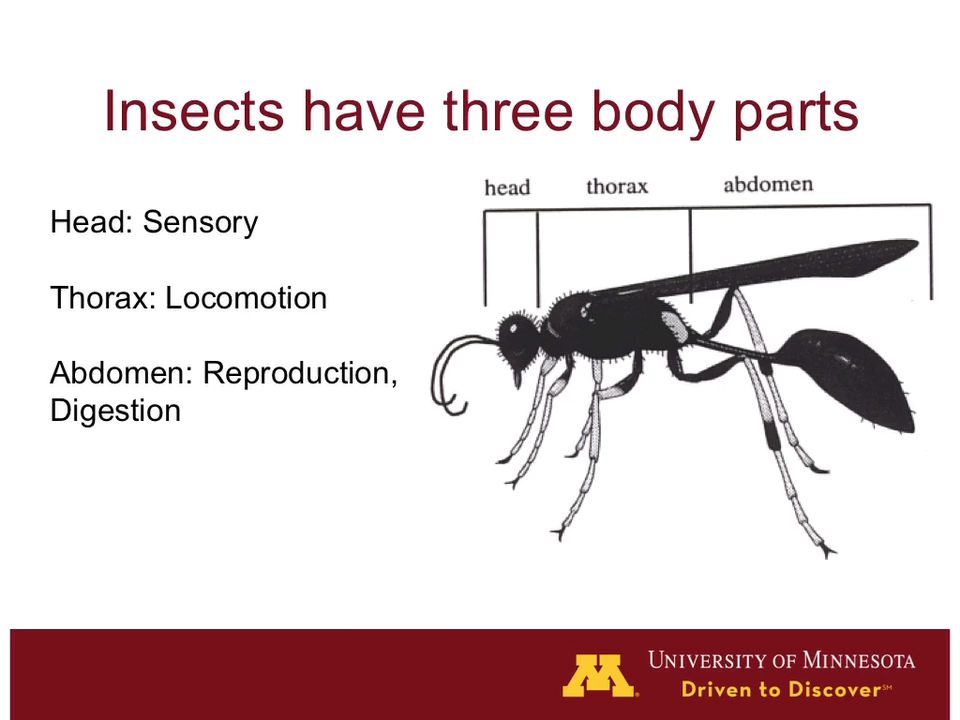 Insects have three body parts
head thorax abdomen
Head: Sensory
Thorax: Locomotion
Abdomen: Reproduction,
Digestion
M
UNIVERSITY OF MINNESOTA
Driven to Discover℠